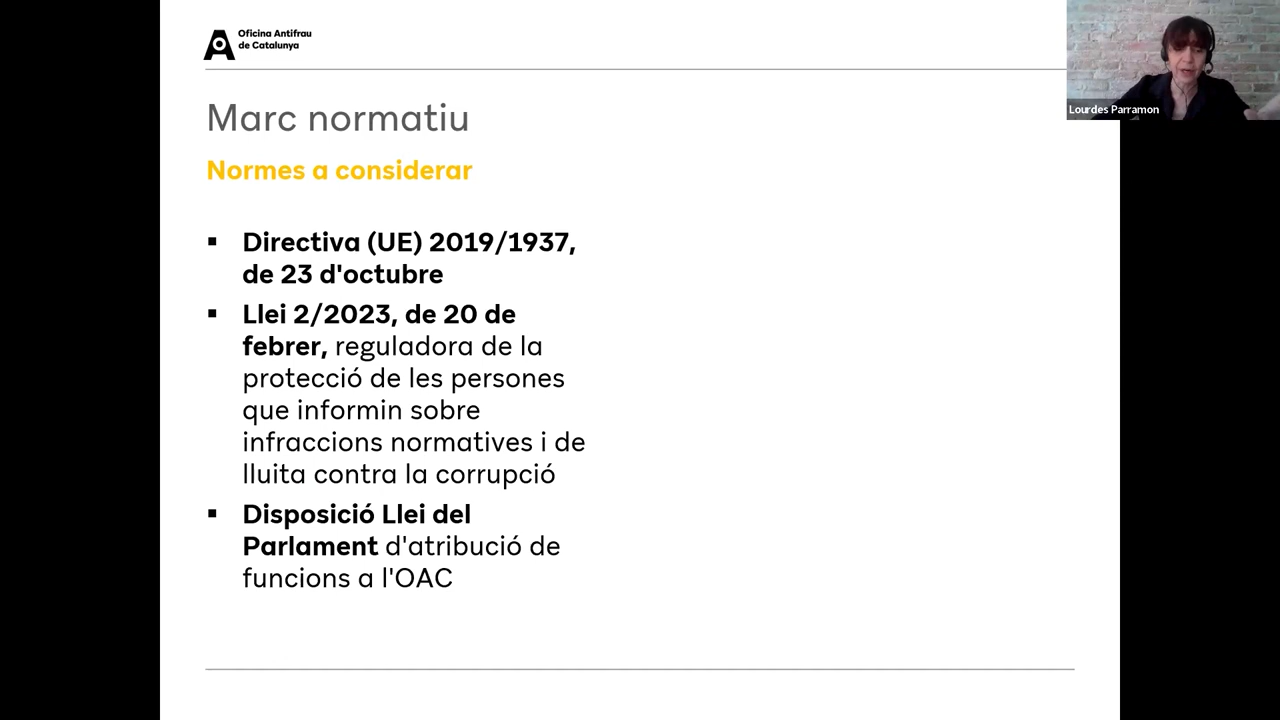 Oficina Antifrau
de Catalunya
Lourdes Parramon
Marc normatiu
Normes a considerar
▪ Directiva (UE) 2019/1937,
de 23 d'octubre
▪ Llei 2/2023, de 20 de
febrer, reguladora de la
protecció de les persones
que informin sobre
infraccions normatives i de
lluita contra la corrupció
▪ Disposició Llei del
Parlament d'atribució de
funcions a l'OAC